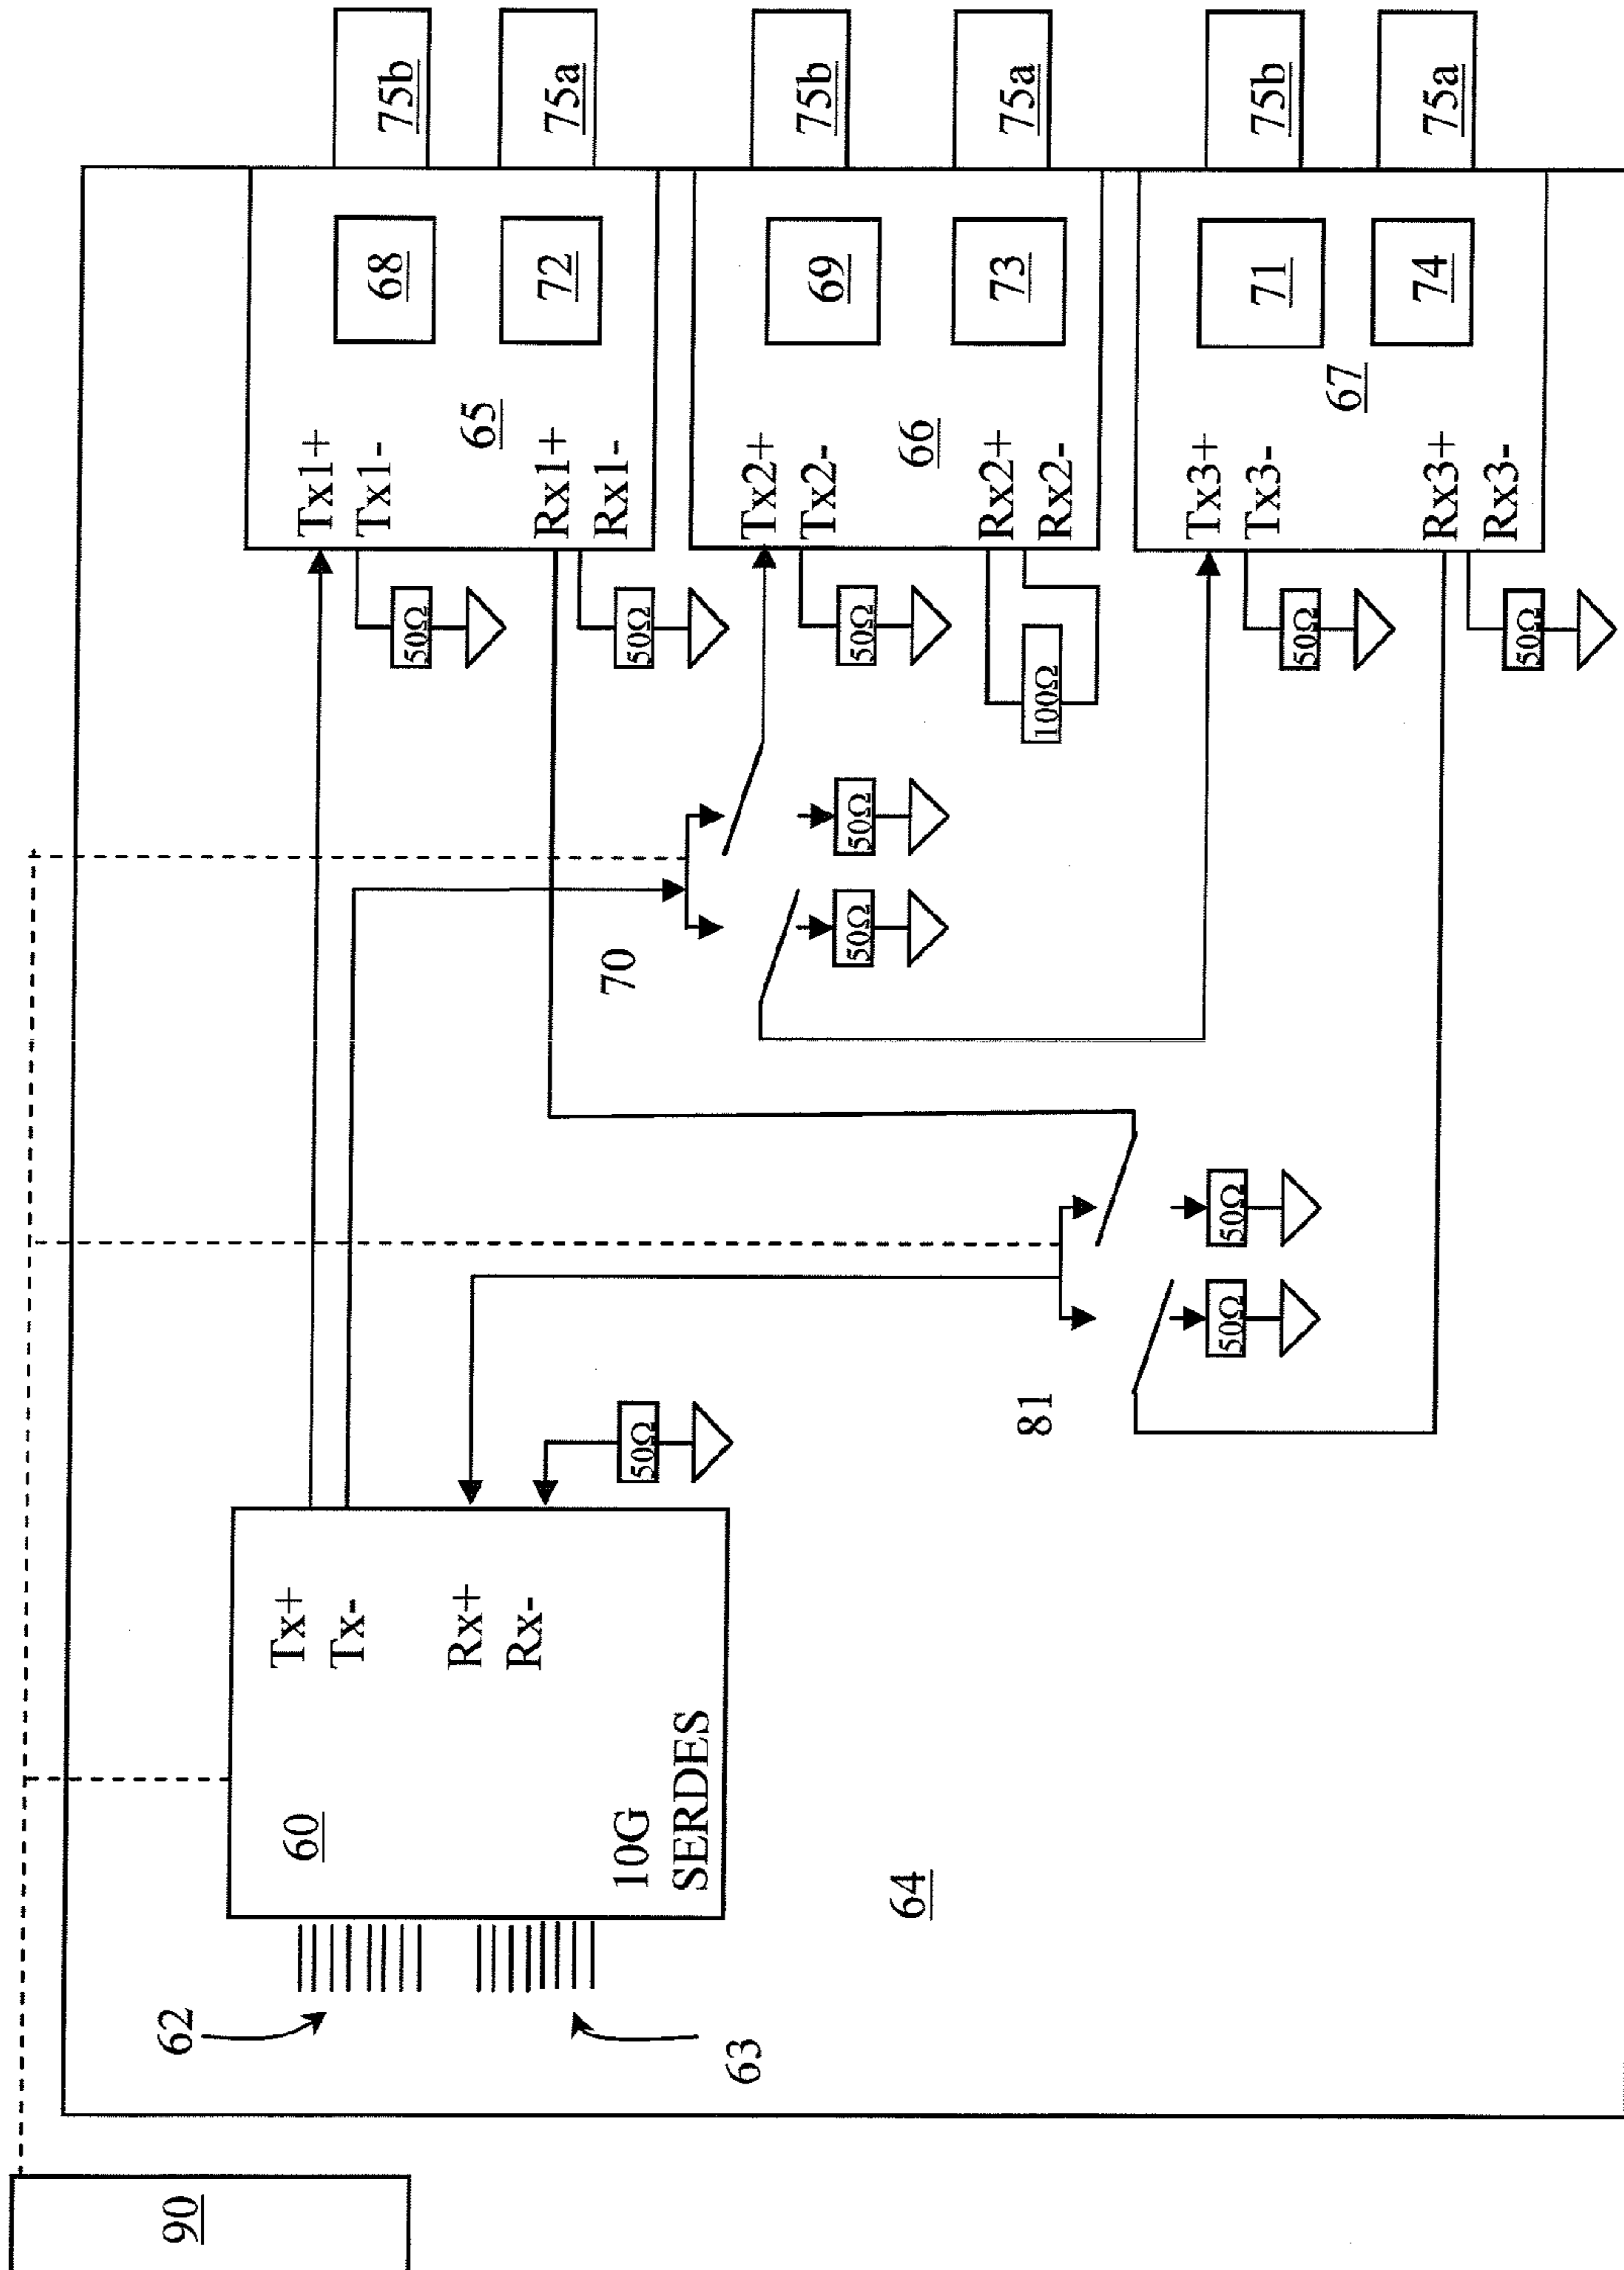 90
62
63
60
10G
SERDES
64
Tx+
Tx-
Rx+
Rx-
50Ω
81
50Ω
50Ω
70
50Ω
50Ω
50Ω
50Ω
50Ω
100Ω
50Ω
50Ω
Tx1+
Tx1-
65
Rx1+
Rx1-
68
72
75b
75a
Tx2+
Tx2-
66
Rx2+
Rx2-
69
73
75b
75a
Tx3+
Tx3-
67
Rx3+
Rx3-
71
74
75b
75a